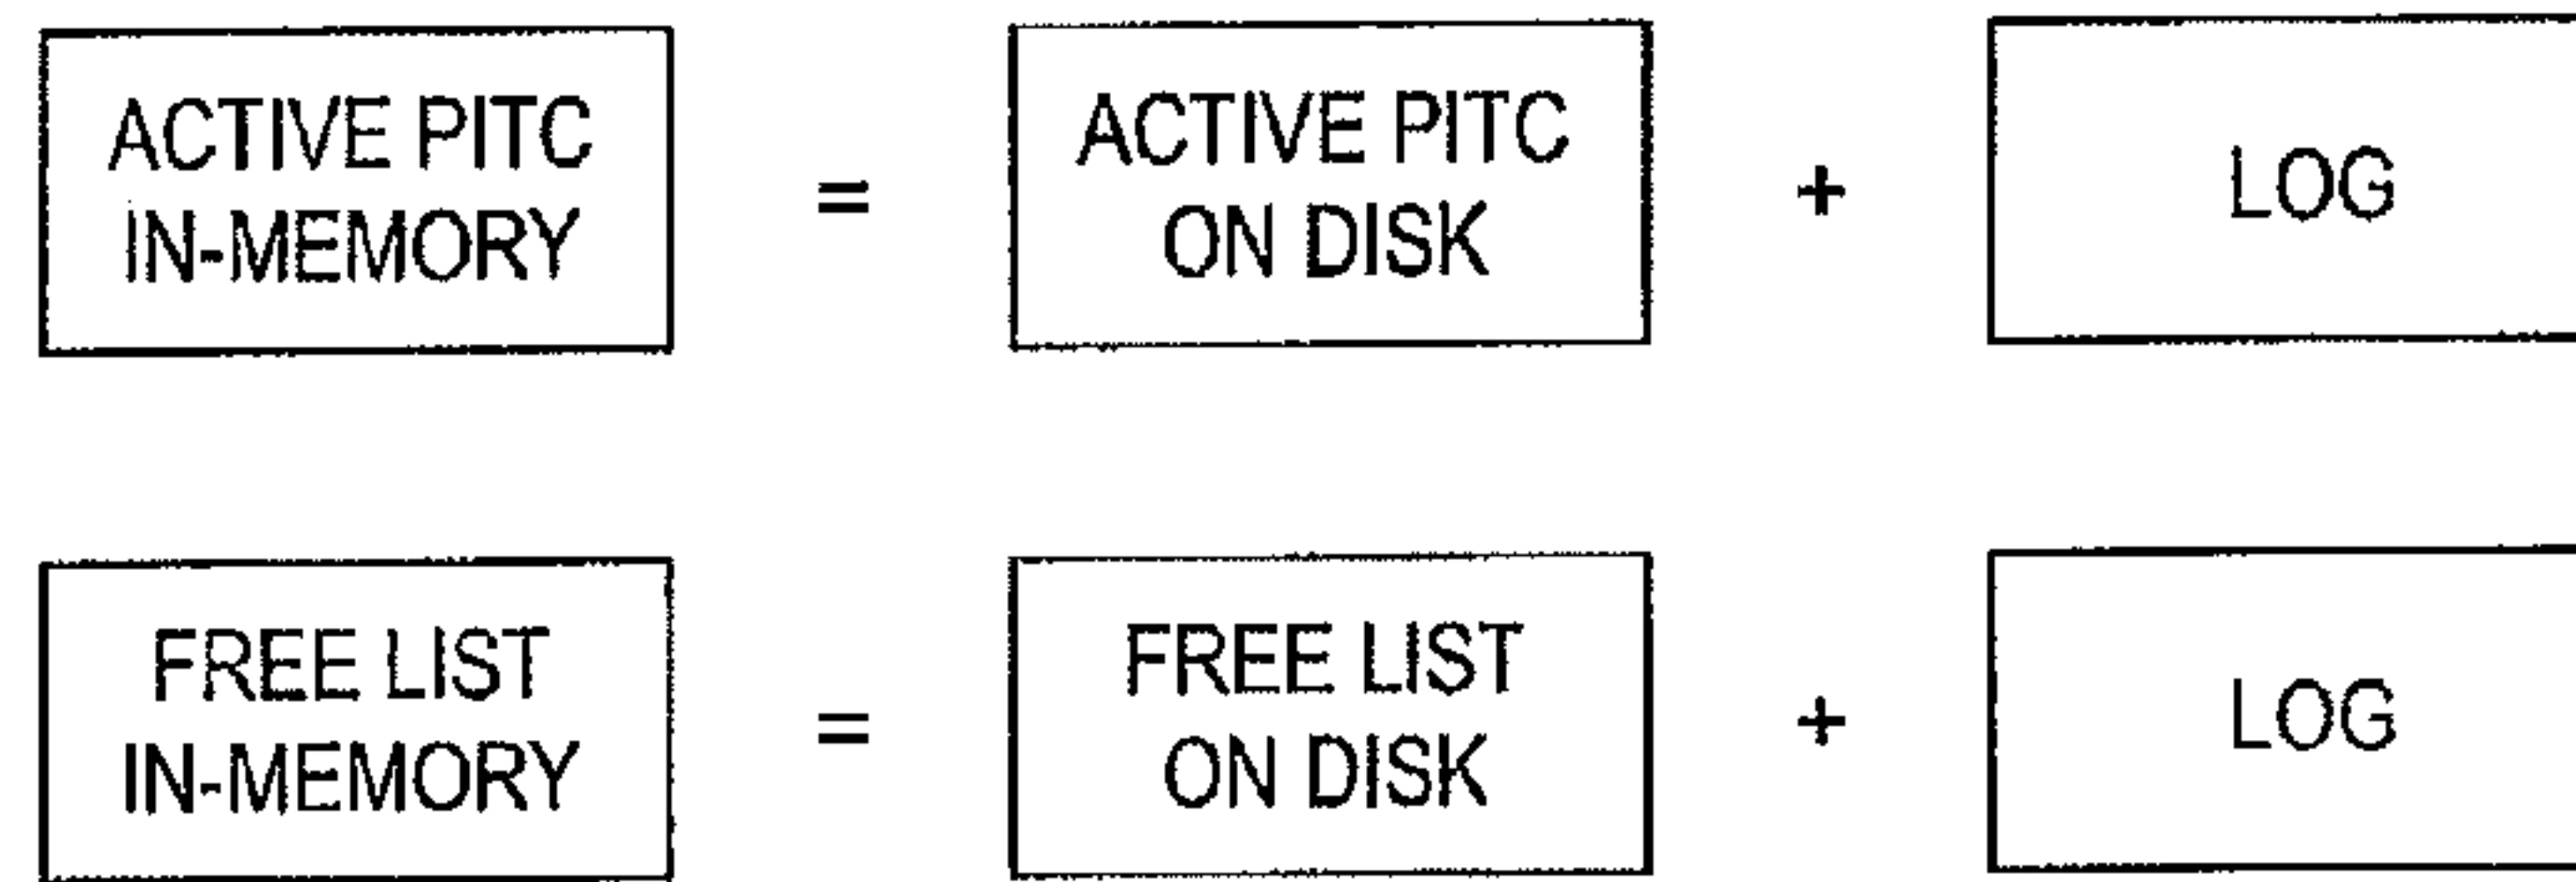 ACTIVE PITC
IN-MEMORY
=
ACTIVE PITC
ON DISK
+
LOG
FREE LIST
IN-MEMORY
=
FREE LIST
ON DISK
+
LOG